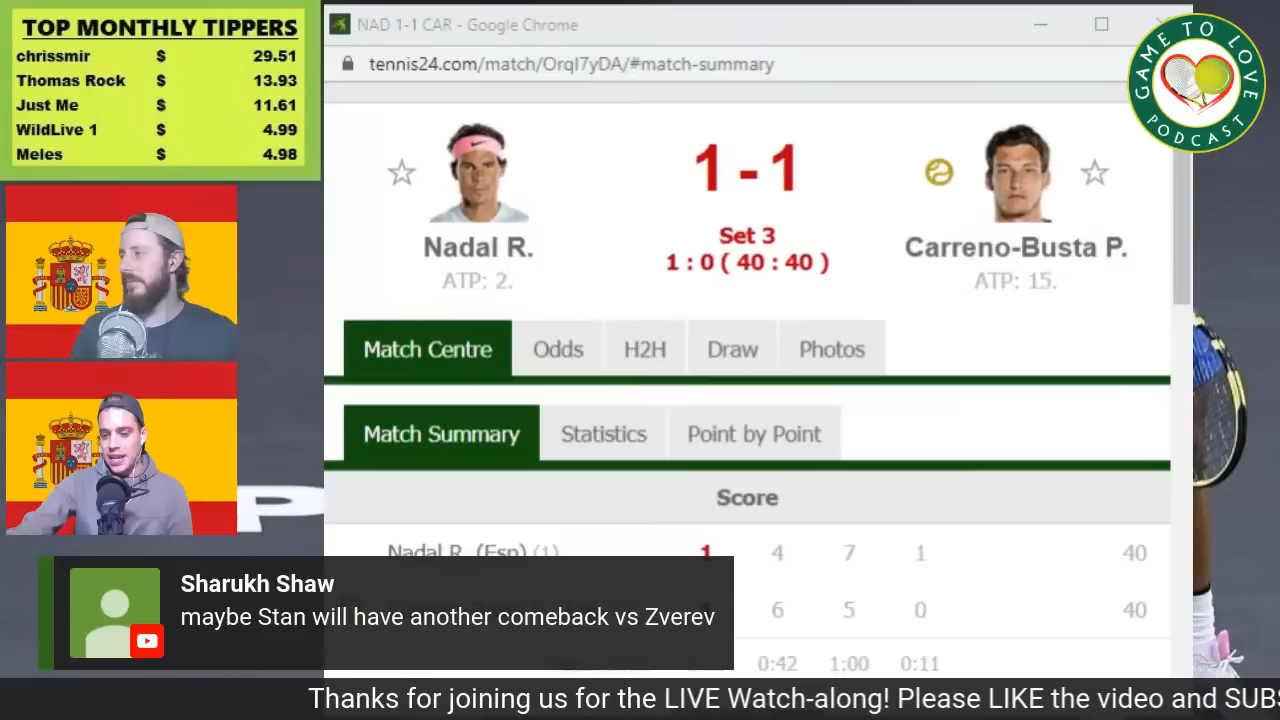 TOP MONTHLY TIPPERS
chrissmir $ 29.51
Thomas Rock $ 13.93
Just Me $ 11.61
WildLive 1 $ 4.99
Meles $ 4.98
NAD 1-1 CAR - Google Chrome
tennis24.com/match/OrqI7yDA/#match-summary
GAME TO LOVE
PODCAST
1 - 1
Nadal R.
ATP: 2.
Set 3
1 : 0 ( 40 : 40 )
Carreno-Busta P.
ATP: 15.
Match Centre Odds H2H Draw Photos
Match Summary Statistics Point by Point
Score
Nadal R. (Esp) (1) 1 4 7 1 40
6 5 0 40
0:42 1:00 0:11
P
Sharukh Shaw
maybe Stan will have another comeback vs Zverev
Thanks for joining us for the LIVE Watch-along! Please LIKE the video and SUBS